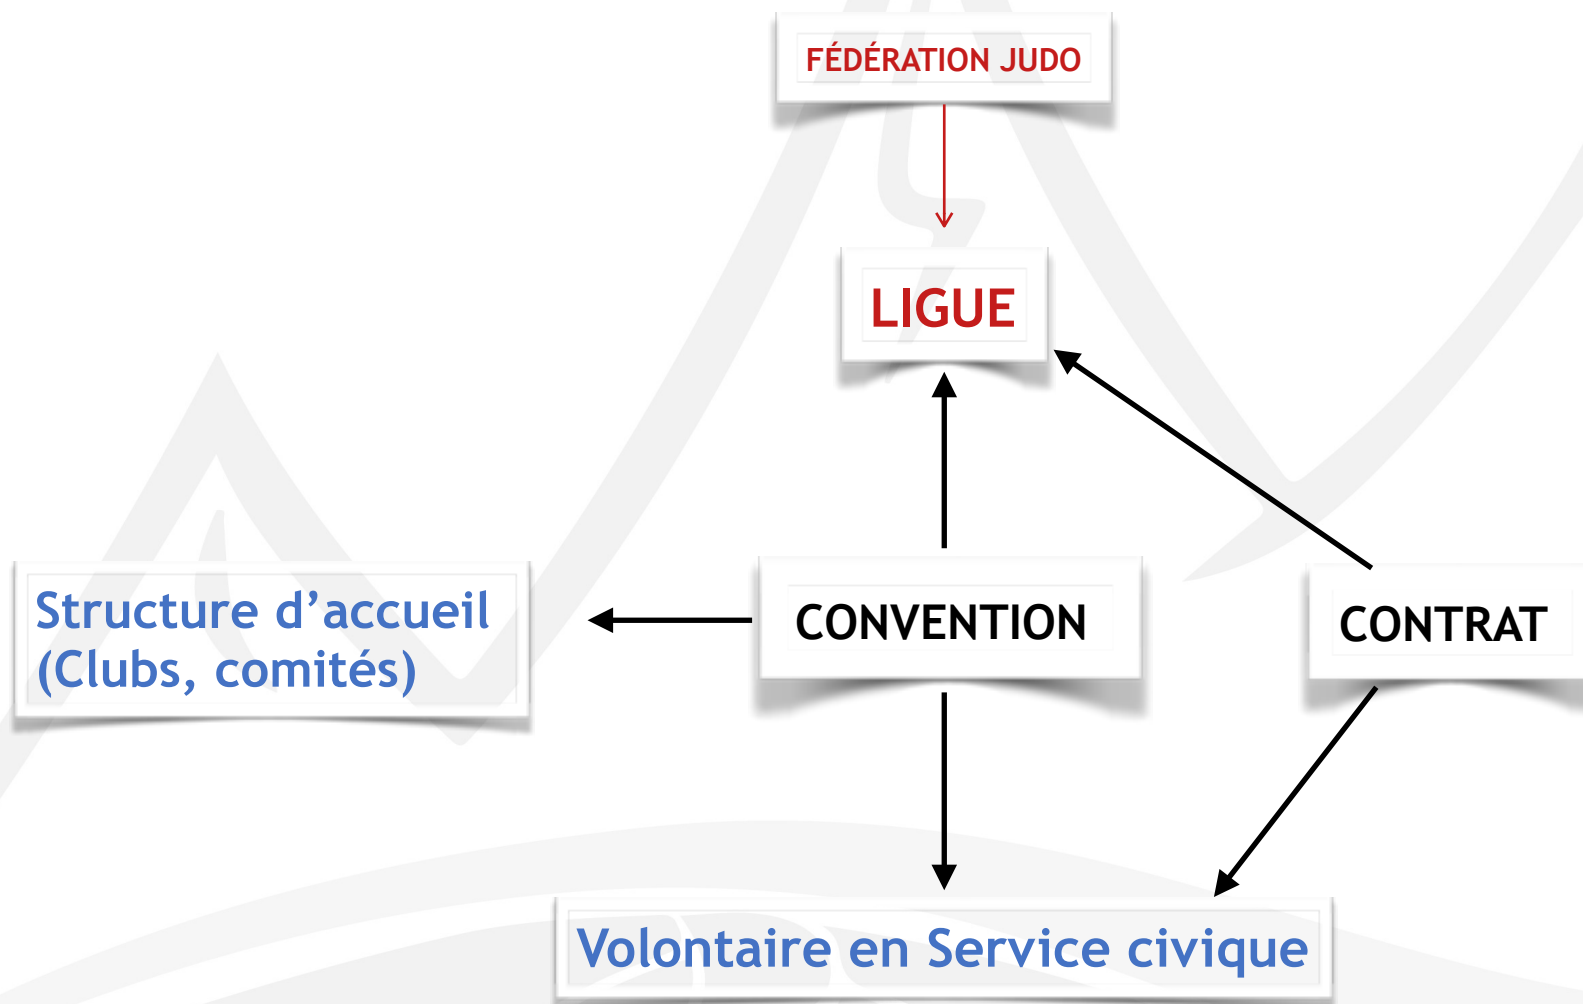 FÉDÉRATION JUDO
LIGUE
Structure d’accueil
(Clubs, comités)
CONVENTION
CONTRAT
Volontaire en Service civique